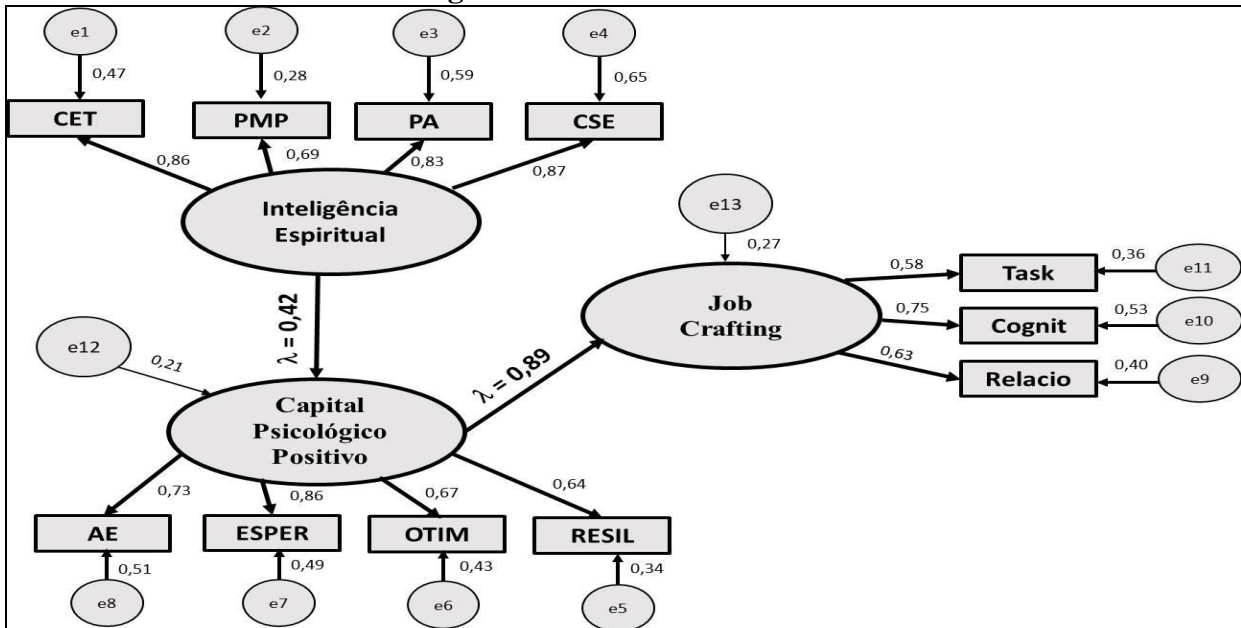 e1
e2
e3
e4
0,47
0,28
0,59
0,65
CET
PMP
PA
CSE
0,86
0,69
0,83
0,87
Inteligência
Espiritual
e13
0,27
λ = 0,42
Job
Crafting
0,58
0,75
0,63
Task
Cognit
Relacio
0,36
0,53
0,40
e11
e10
e9
e12
0,21
λ = 0,89
Capital
Psicológico
Positivo
0,73
0,86
0,67
0,64
AE
ESPER
OTIM
RESIL
0,51
0,49
0,43
0,34
e8
e7
e6
e5